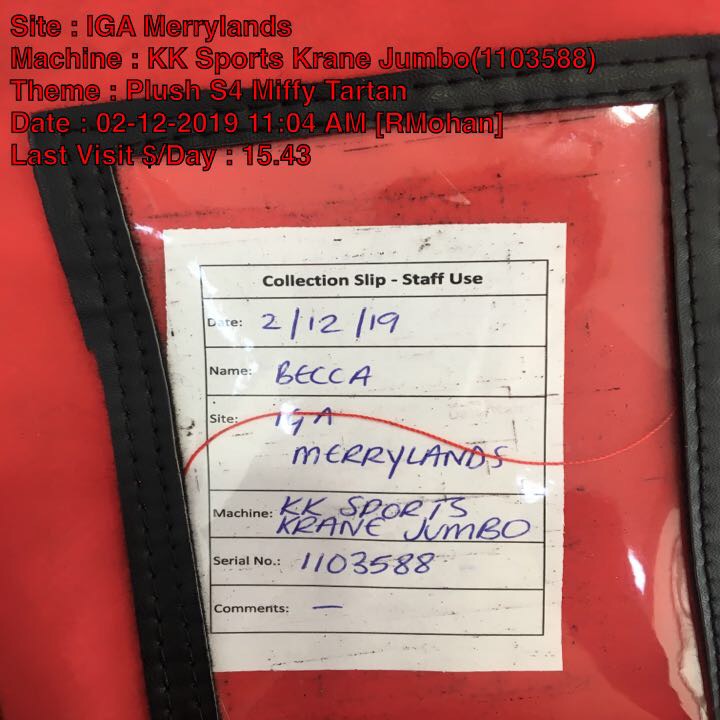 Site : IGA Merrylands
Machine : KK Sports Krane Jumbo(1103588)
Theme : Plush S4 Miffy Tartan
Date : 02-12-2019 11:04 AM [RMohan]
Last Visit $/Day : 15.43
Collection Slip - Staff Use
Date: 2/12/19
Name: BECCA
Site: IGA
MERRYLANDS
Machine: KK SPORTS
KRANE JUMBO
Serial No.: 1103588
Comments: —